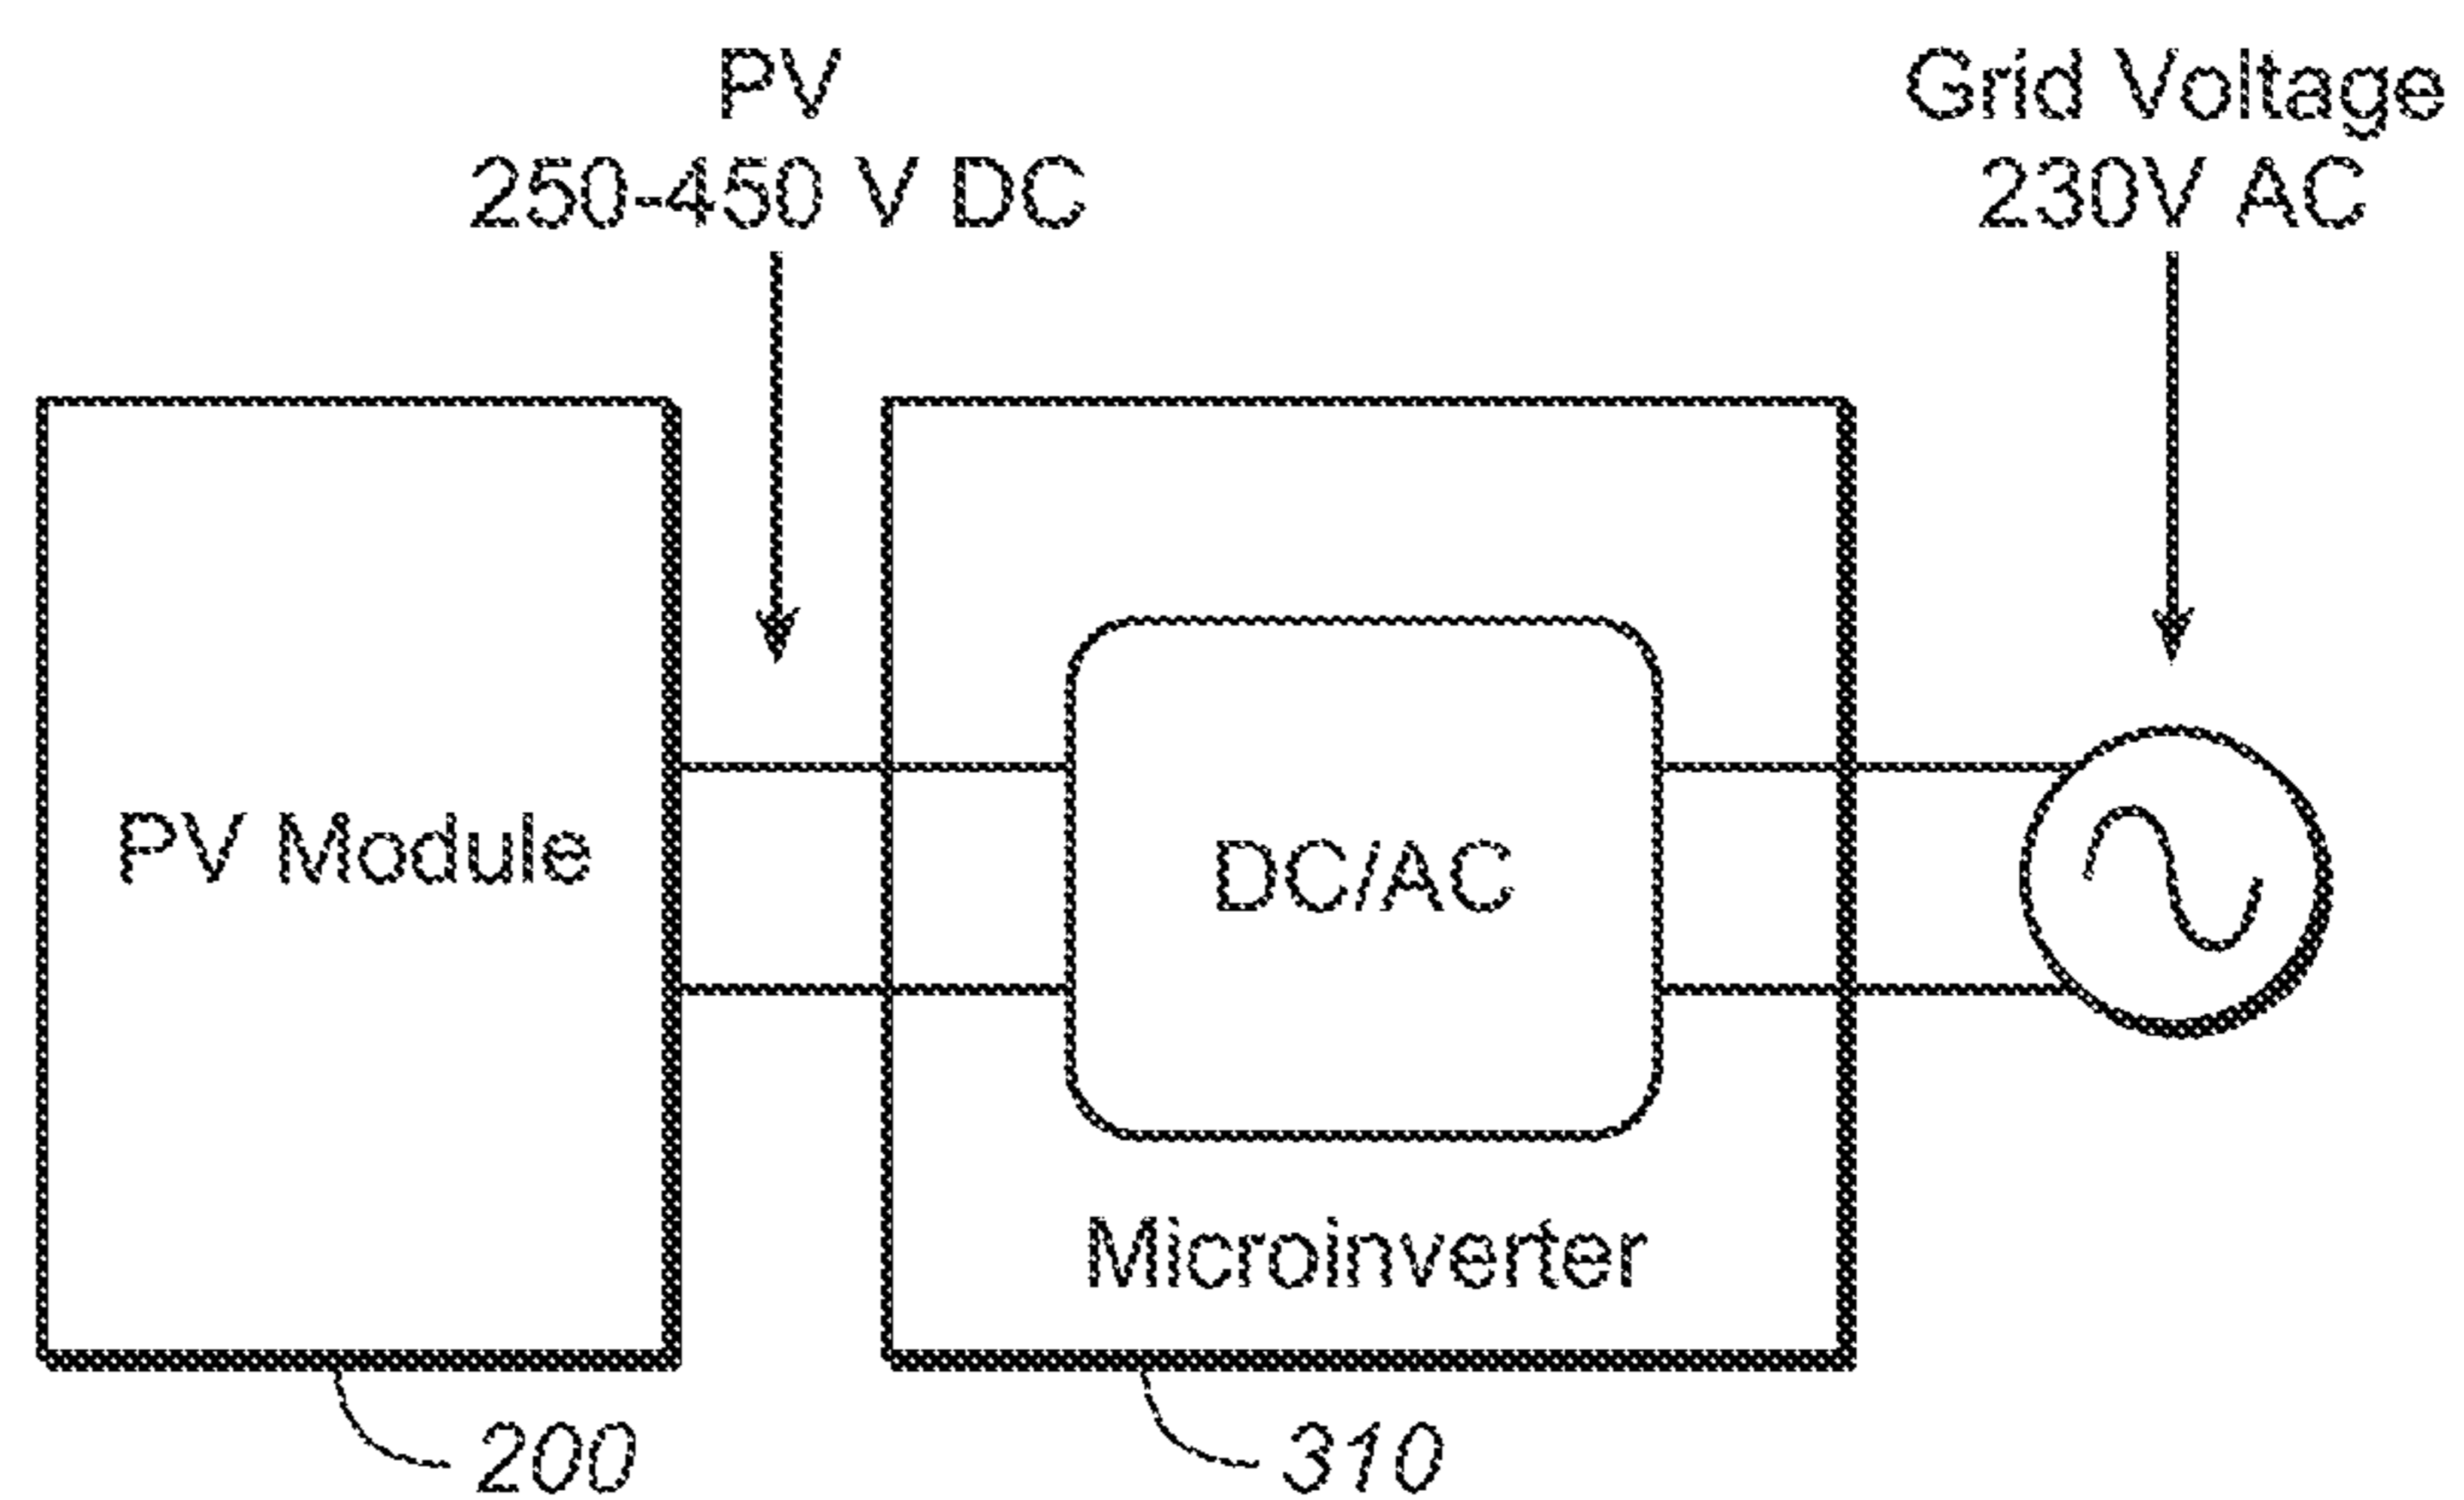 PV
250-450 V DC
Grid Voltage
230V AC
PV Module
DC/AC
Microinverter
200
310